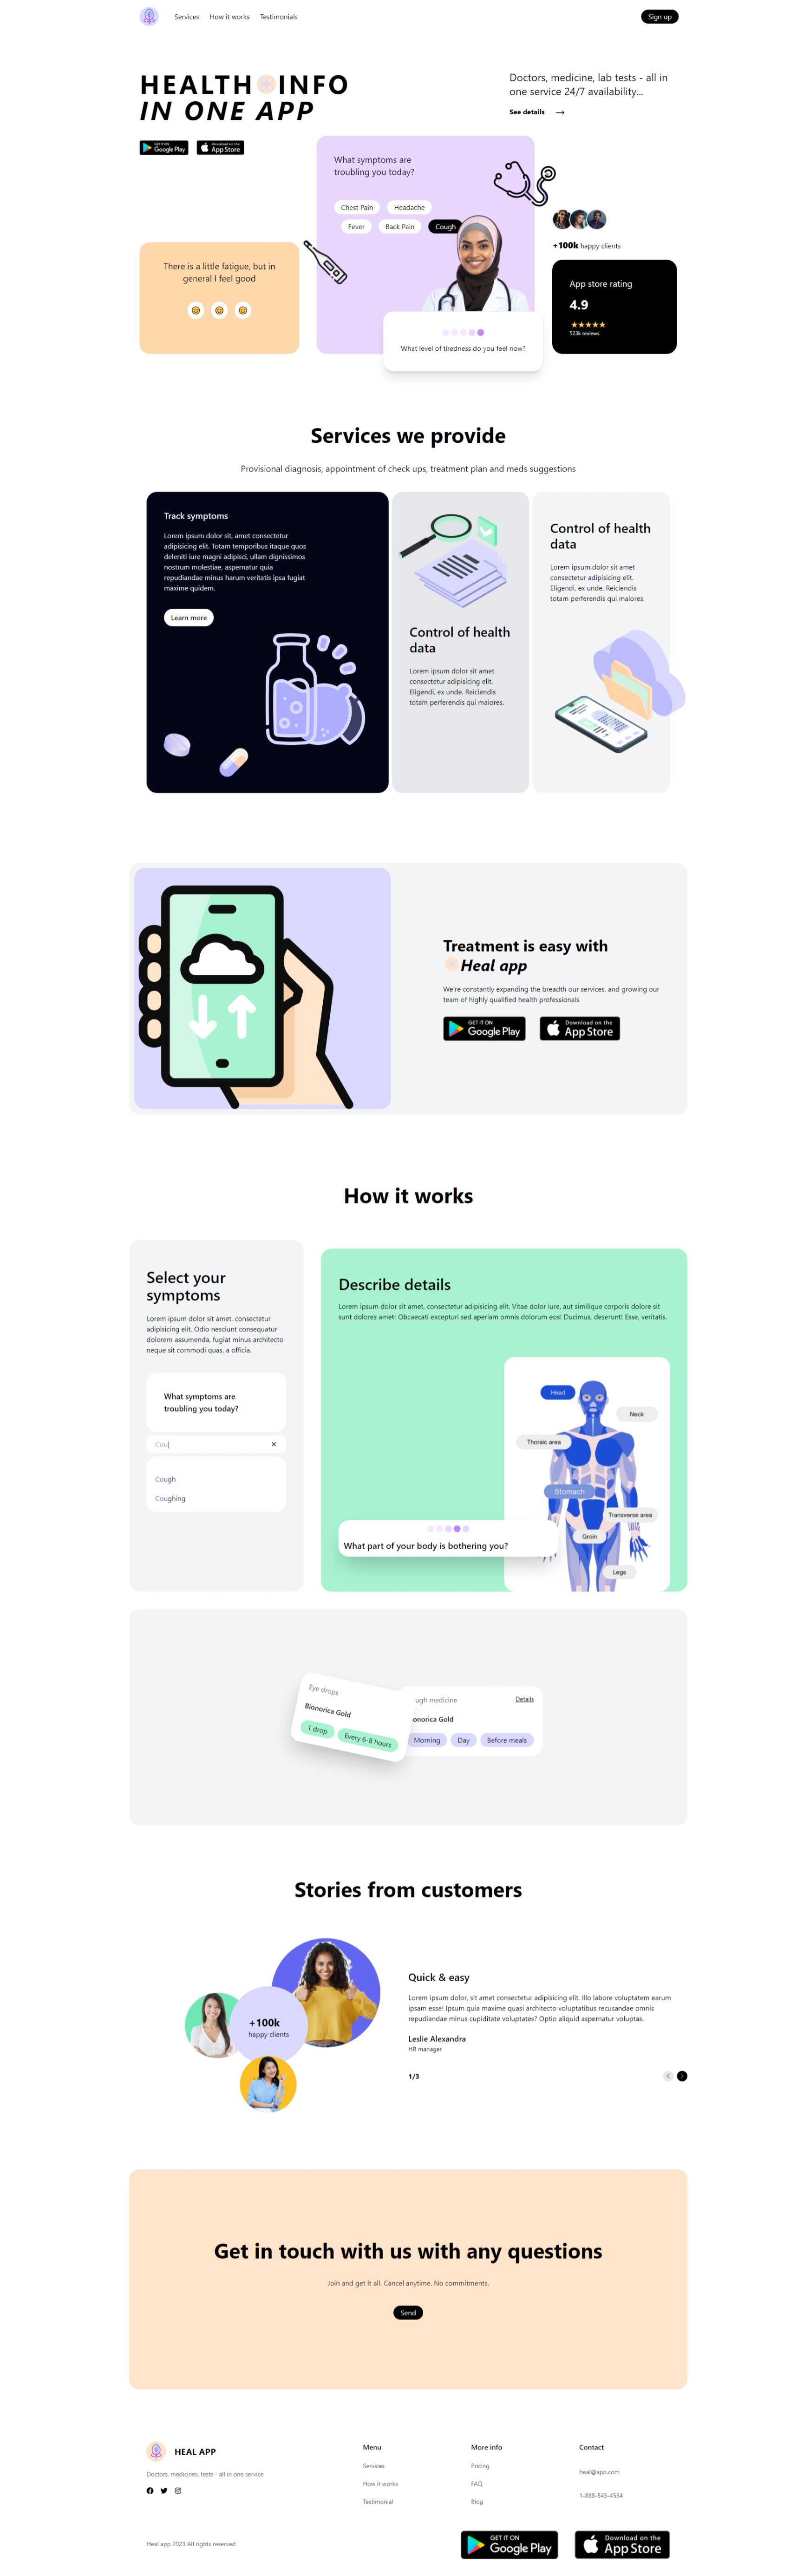 Services How it works Testimonials
Sign up
HEALTH INFO
IN ONE APP
Doctors, medicine, lab tests - all in
one service 24/7 availability...
See details
GET IT ON
Google Play
Download on the
App Store
What symptoms are
troubling you today?
Chest Pain Headache
Fever Back Pain Cough
There is a little fatigue, but in
general I feel good
What level of tiredness do you feel now?
+100k happy clients
App store rating
4.9
523k reviews
Services we provide
Provisional diagnosis, appointment of check ups, treatment plan and meds suggestions
Track symptoms
Lorem ipsum dolor sit, amet consectetur
adipisicing elit. Totam temporibus itaque quos
deleniti iure magni adipisci, ullam dignissimos
nostrum molestiae, aspernatur quia
repudiandae minus harum veritatis ipsa fugiat
maxime quidem.
Learn more
Control of health
data
Lorem ipsum dolor sit amet
consectetur adipisicing elit.
Eligendi, ex unde. Reiciendis
totam perferendis qui maiores.
Control of health
data
Lorem ipsum dolor sit amet
consectetur adipisicing elit.
Eligendi, ex unde. Reiciendis
totam perferendis qui maiores.
Treatment is easy with
Heal app
We're constantly expanding the breadth our services, and growing our
team of highly qualified health professionals
GET IT ON
Google Play
Download on the
App Store
How it works
Select your
symptoms
Lorem ipsum dolor sit amet, consectetur
adipisicing elit. Odio nesciunt consequatur
dolorem assumenda, fugiat minus architecto
neque sit commodi quas, a officia.
What symptoms are
troubling you today?
Cou
Cough
Coughing
Describe details
Lorem ipsum dolor sit amet, consectetur adipisicing elit. Vitae dolor iure, aut similique corporis dolore sit
sunt dolores amet! Obcaecati excepturi sed aperiam omnis dolorum eos! Ducimus, deserunt! Esse, veritatis.
Head
Neck
Thoraic area
Stomach
Transverse area
Groin
Legs
What part of your body is bothering you?
Eye drops
Bionorica Gold
1 drop Every 6-8 hours
ugh medicine Details
onorica Gold
Morning Day Before meals
Stories from customers
+100k
happy clients
Quick & easy
Lorem ipsum dolor, sit amet consectetur adipisicing elit. Illo labore voluptatem earum
ipsam esse! Ipsum quia maxime quasi architecto voluptatibus recusandae omnis
repudiandae minus cupiditate voluptates? Optio aliquid aspernatur voluptas.
Leslie Alexandra
HR manager
1/3
Get in touch with us with any questions
Join and get it all. Cancel anytime. No commitments.
Send
HEAL APP
Doctors, medicines, tests - all in one service
Menu
Services
How it works
Testimonial
More info
Pricing
FAQ
Blog
Contact
heal@app.com
1-888-545-4554
Heal app 2023 All rights reserved
GET IT ON
Google Play
Download on the
App Store